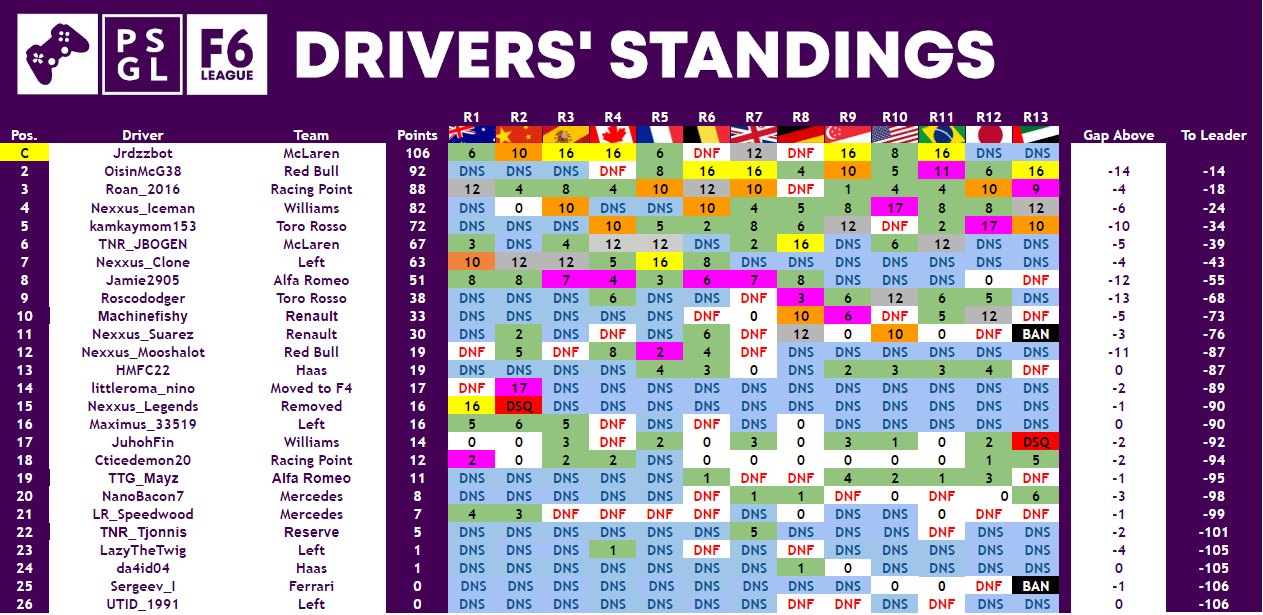 PS GL F6 LEAGUE DRIVERS' STANDINGS
R1 R2 R3 R4 R5 R6 R7 R8 R9 R10 R11 R12 R13
Pos. Driver Team Points Gap Above To Leader
C Jrdzzbot McLaren 106 6 10 16 16 6 DNF 12 DNF 16 8 16 DNS DNS
2 OisinMcG38 Red Bull 92 DNS DNS DNS DNF 8 16 16 4 10 5 11 6 16 -14 -14
3 Roan_2016 Racing Point 88 12 4 8 4 10 12 10 DNF 1 4 4 10 9 -4 -18
4 Nexxus_Iceman Williams 82 DNS 0 10 DNS DNS 10 4 5 8 17 8 8 12 -6 -24
5 kamkaymom153 Toro Rosso 72 DNS DNS DNS 10 5 2 8 6 12 DNF 2 17 10 -10 -34
6 TNR_JBOGEN McLaren 67 3 DNS 4 12 12 DNS 2 16 DNS 6 12 DNS DNS -5 -39
7 Nexxus_Clone Left 63 10 12 12 5 16 8 DNS DNS DNS DNS DNS DNS DNS -4 -43
8 Jamie2905 Alfa Romeo 51 8 8 7 4 3 6 7 8 DNS DNS DNS 0 DNF -12 -55
9 Roscododger Toro Rosso 38 DNS DNS DNS 6 DNS DNS DNF 3 6 12 6 5 DNS -13 -68
10 Machinefishy Renault 33 DNS DNS DNS DNS DNS DNF 0 10 6 DNF 5 12 DNF -5 -73
11 Nexxus_Suarez Renault 30 DNS 2 DNS DNF DNS 6 DNF 12 0 10 0 DNF BAN -3 -76
12 Nexxus_Mooshalot Red Bull 19 DNF 5 DNF 8 2 4 DNF DNS DNS DNS DNS DNS DNS -11 -87
13 HMFC22 Haas 19 DNS DNS DNS DNS 4 3 0 DNS 2 3 3 4 DNF 0 -87
14 littleroma_nino Moved to F4 17 DNF 17 DNS DNS DNS DNS DNS DNS DNS DNS DNS DNS DNS -2 -89
15 Nexxus_Legends Removed 16 16 DSQ DNS DNS DNS DNS DNS DNS DNS DNS DNS DNS DNS -1 -90
16 Maximus_33519 Left 16 5 6 5 DNF DNS DNF DNS 0 DNS DNS DNS DNS DNS 0 -90
17 JuhohFin Williams 14 0 0 3 DNF 2 0 3 0 3 1 0 2 DSQ -2 -92
18 Cticedemon20 Racing Point 12 2 0 2 2 DNS 0 0 0 0 0 0 1 5 -2 -94
19 TTG_Mayz Alfa Romeo 11 DNS DNS DNS DNS DNS 1 DNF DNF 4 2 1 3 DNF -1 -95
20 NanoBacon7 Mercedes 8 DNS DNS DNS DNS DNS DNF 1 1 DNF 0 DNF 0 6 -3 -98
21 LR_Speedwood Mercedes 7 4 3 DNF DNF DNF DNF DNS 0 DNS DNS 0 DNF DNF -1 -99
22 TNR_Tjonnis Reserve 5 DNS DNS DNS DNS DNS DNS 5 DNS DNS DNS DNF DNS DNS -2 -101
23 LazyTheTwig Left 1 DNS DNS DNS 1 DNS DNF DNS DNF DNS DNS DNS DNS DNS -4 -105
24 da4id04 Haas 1 DNS DNS DNS DNS DNS DNS DNS 1 0 DNS DNS DNS DNS 0 -105
25 Sergeev_I Ferrari 0 DNS DNS DNS DNS DNS DNS DNS DNS DNS 0 0 DNF BAN -1 -106
26 UTID_1991 Left 0 DNS DNS DNS DNS DNS DNS DNS DNF DNF DNS DNF DNS DNS 0 -106